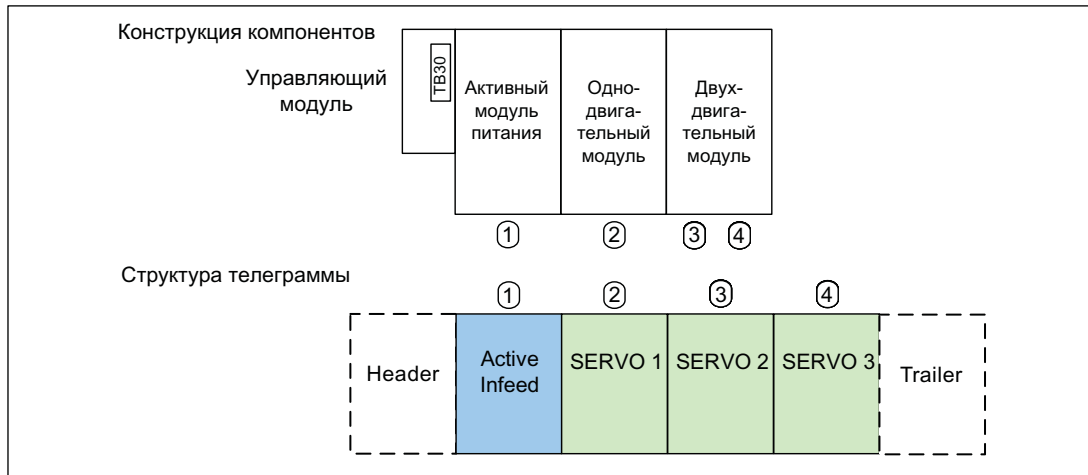 Конструкция компонентов
Управляющий
модуль
TB30
Активный
модуль
питания
Одно-
двига-
тельный
модуль
Двух-
двига-
тельный
модуль
1
2
3
4
Структура телеграммы
1
2
3
4
Header
Active
Infeed
SERVO 1
SERVO 2
SERVO 3
Trailer